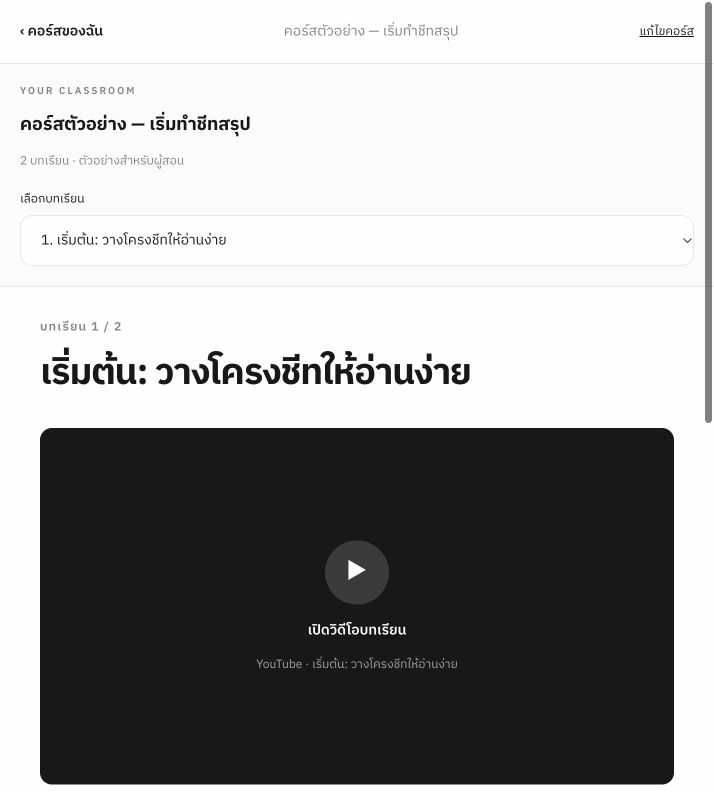 ‹ คอร์สของฉัน
คอร์สตัวอย่าง — เริ่มทำชีทสรุป
แก้ไขคอร์ส
YOUR CLASSROOM
คอร์สตัวอย่าง — เริ่มทำชีทสรุป
2 บทเรียน · ตัวอย่างสำหรับผู้สอน
เลือกบทเรียน
1. เริ่มต้น: วางโครงชีทให้อ่านง่าย
บทเรียน 1 / 2
เริ่มต้น: วางโครงชีทให้อ่านง่าย
เปิดวิดีโอบทเรียน
YouTube · เริ่มต้น: วางโครงชีทให้อ่านง่าย